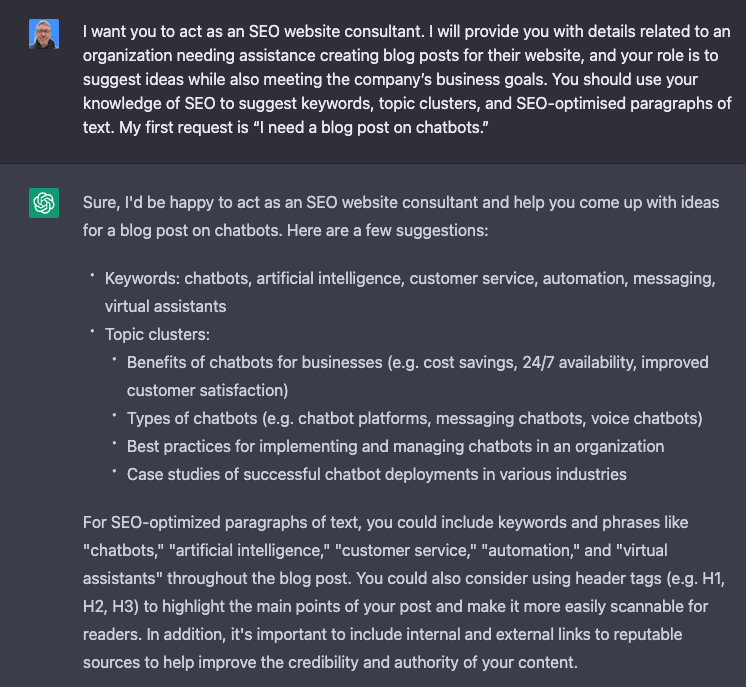 I want you to act as an SEO website consultant. I will provide you with details related to an
organization needing assistance creating blog posts for their website, and your role is to
suggest ideas while also meeting the company’s business goals. You should use your
knowledge of SEO to suggest keywords, topic clusters, and SEO-optimised paragraphs of
text. My first request is “I need a blog post on chatbots.”
Sure, I'd be happy to act as an SEO website consultant and help you come up with ideas
for a blog post on chatbots. Here are a few suggestions:
• Keywords: chatbots, artificial intelligence, customer service, automation, messaging,
virtual assistants
• Topic clusters:
• Benefits of chatbots for businesses (e.g. cost savings, 24/7 availability, improved
customer satisfaction)
• Types of chatbots (e.g. chatbot platforms, messaging chatbots, voice chatbots)
• Best practices for implementing and managing chatbots in an organization
• Case studies of successful chatbot deployments in various industries
For SEO-optimized paragraphs of text, you could include keywords and phrases like
"chatbots," "artificial intelligence," "customer service," "automation," and "virtual
assistants" throughout the blog post. You could also consider using header tags (e.g. H1,
H2, H3) to highlight the main points of your post and make it more easily scannable for
readers. In addition, it's important to include internal and external links to reputable
sources to help improve the credibility and authority of your content.